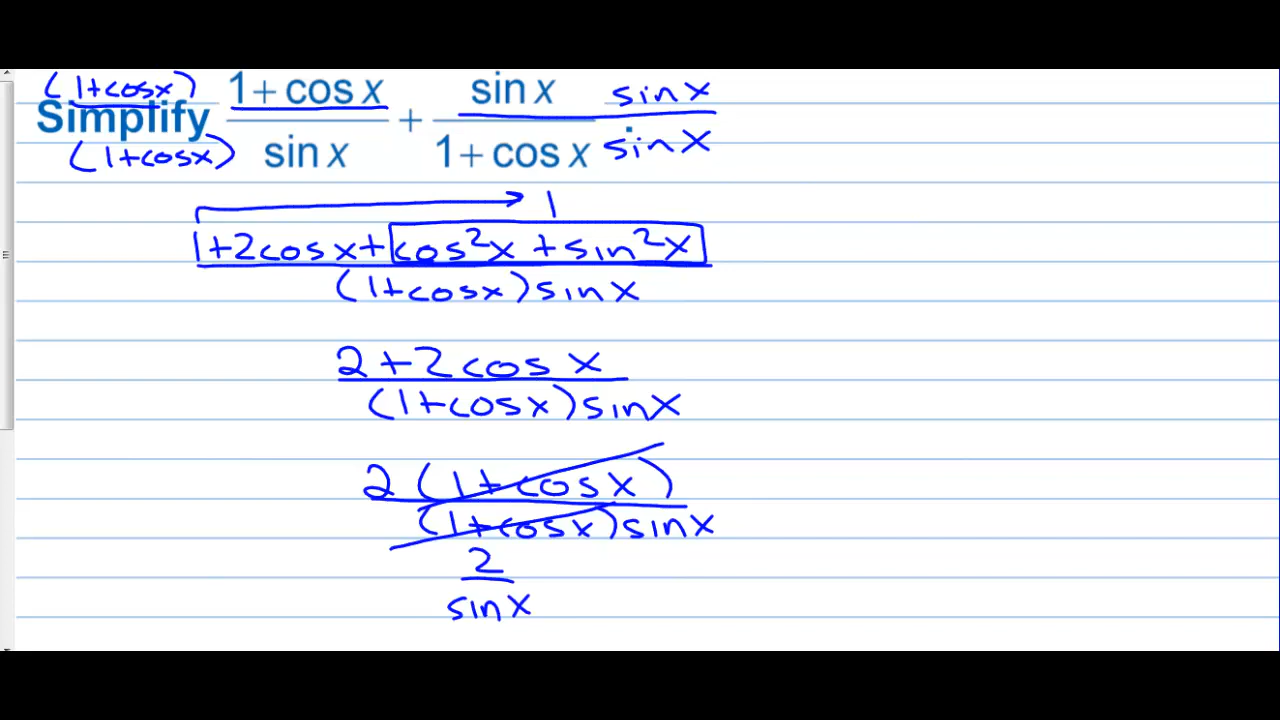 (1+cosx) 1+ cos x sin x sinx
Simplify +
(1+cosx) sin x 1+ cos x sinx
1
1+2cosx+cos²x +sin²x
(1+cosx)sinx
2+2cosx
(1+cosx)sinx
2(1+cosx)
(1+cosx)sinx
2
sinx